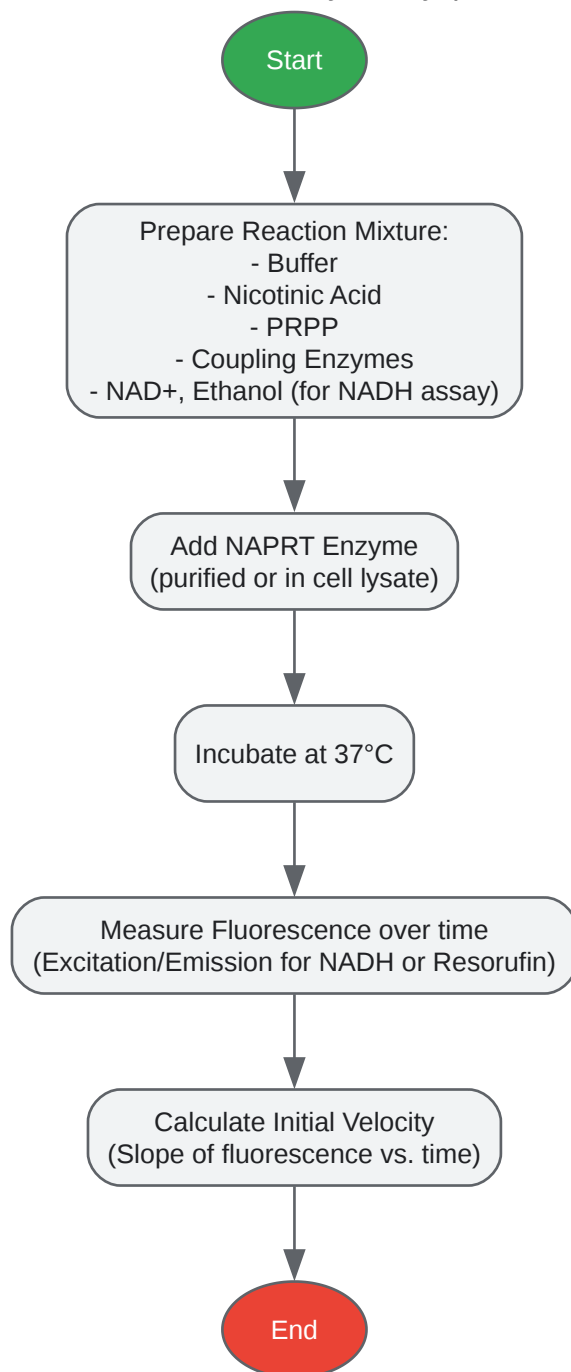 Start
Prepare Reaction Mixture:
- Buffer
- Nicotinic Acid
- PRPP
- Coupling Enzymes
- NAD+, Ethanol (for NADH assay)
Add NAPRT Enzyme
(purified or in cell lysate)
Incubate at 37°C
Measure Fluorescence over time
(Excitation/Emission for NADH or Resorufin)
Calculate Initial Velocity
(Slope of fluorescence vs. time)
End